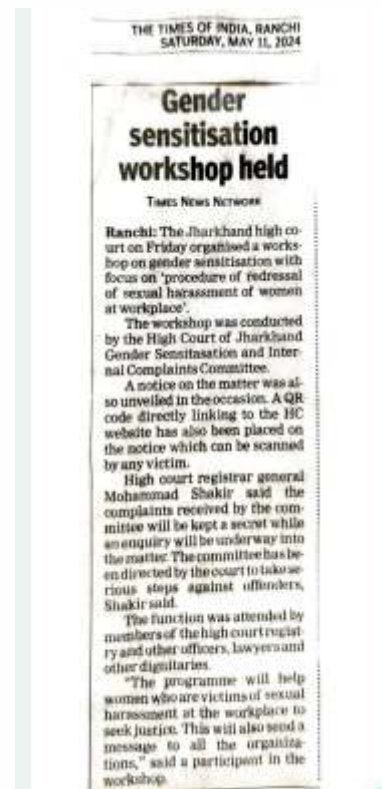 THE TIMES OF INDIA, RANCHI
SATURDAY, MAY 11, 2024
Gender
sensitisation
workshop held
TIMES NEWS NETWORK
Ranchi: The Jharkhand high co-
urt on Friday organised a works-
hop on gender sensitisation with
focus on 'procedure of redressal
of sexual harassment of women
at workplace'.
The workshop was conducted
by the High Court of Jharkhand
Gender Sensitasation and Inter-
nal Complaints Committee.
A notice on the matter was al-
so unveiled in the occasion. A QR
code directly linking to the HC
website has also been placed on
the notice which can be scanned
by any victim.
High court registrar general
Mohammad Shakir said the
complaints received by the com-
mittee will be kept a secret while
an enquiry will be underway into
the matter. The committee has be-
en directed by the court to take se-
rious steps against offenders,
Shakir said.
The function was attended by
members of the high court regist-
ry and other officers, lawyers and
other dignitaries.
"The programme will help
women who are victims of sexual
harassment at the workplace to
seek justice. This will also send a
message to all the organiza-
tions," said a participant in the
workshop.